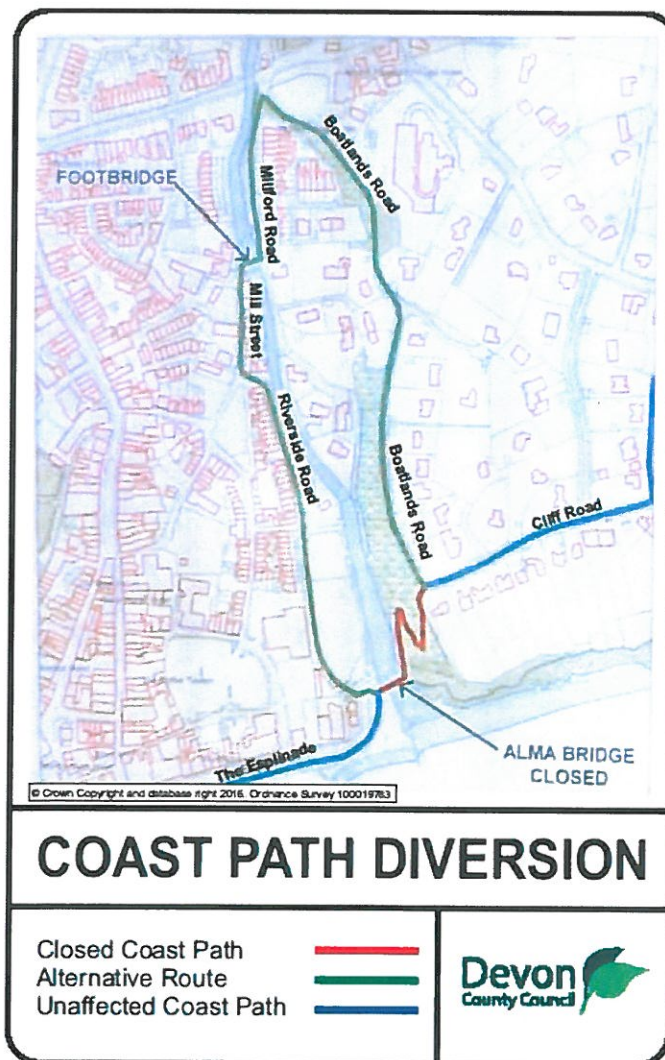 Boatlands Road
FOOTBRIDGE
Millford Road
Mill Street
Riverside Road
Boatlands Road
Cliff Road
ALMA BRIDGE
CLOSED
The Esplinade
© Crown Copyright and database right 2016. Ordnance Survey 100019783
COAST PATH DIVERSION
Closed Coast Path
Alternative Route
Unaffected Coast Path
Devon
County Council